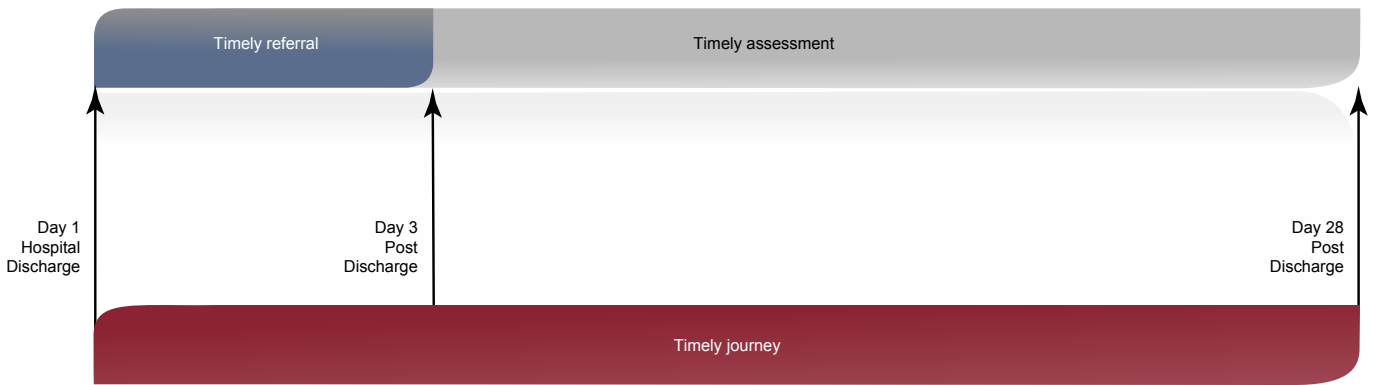 Timely referral
Timely assessment
Day 1
Hospital
Discharge
Day 3
Post
Discharge
Day 28
Post
Discharge
Timely journey